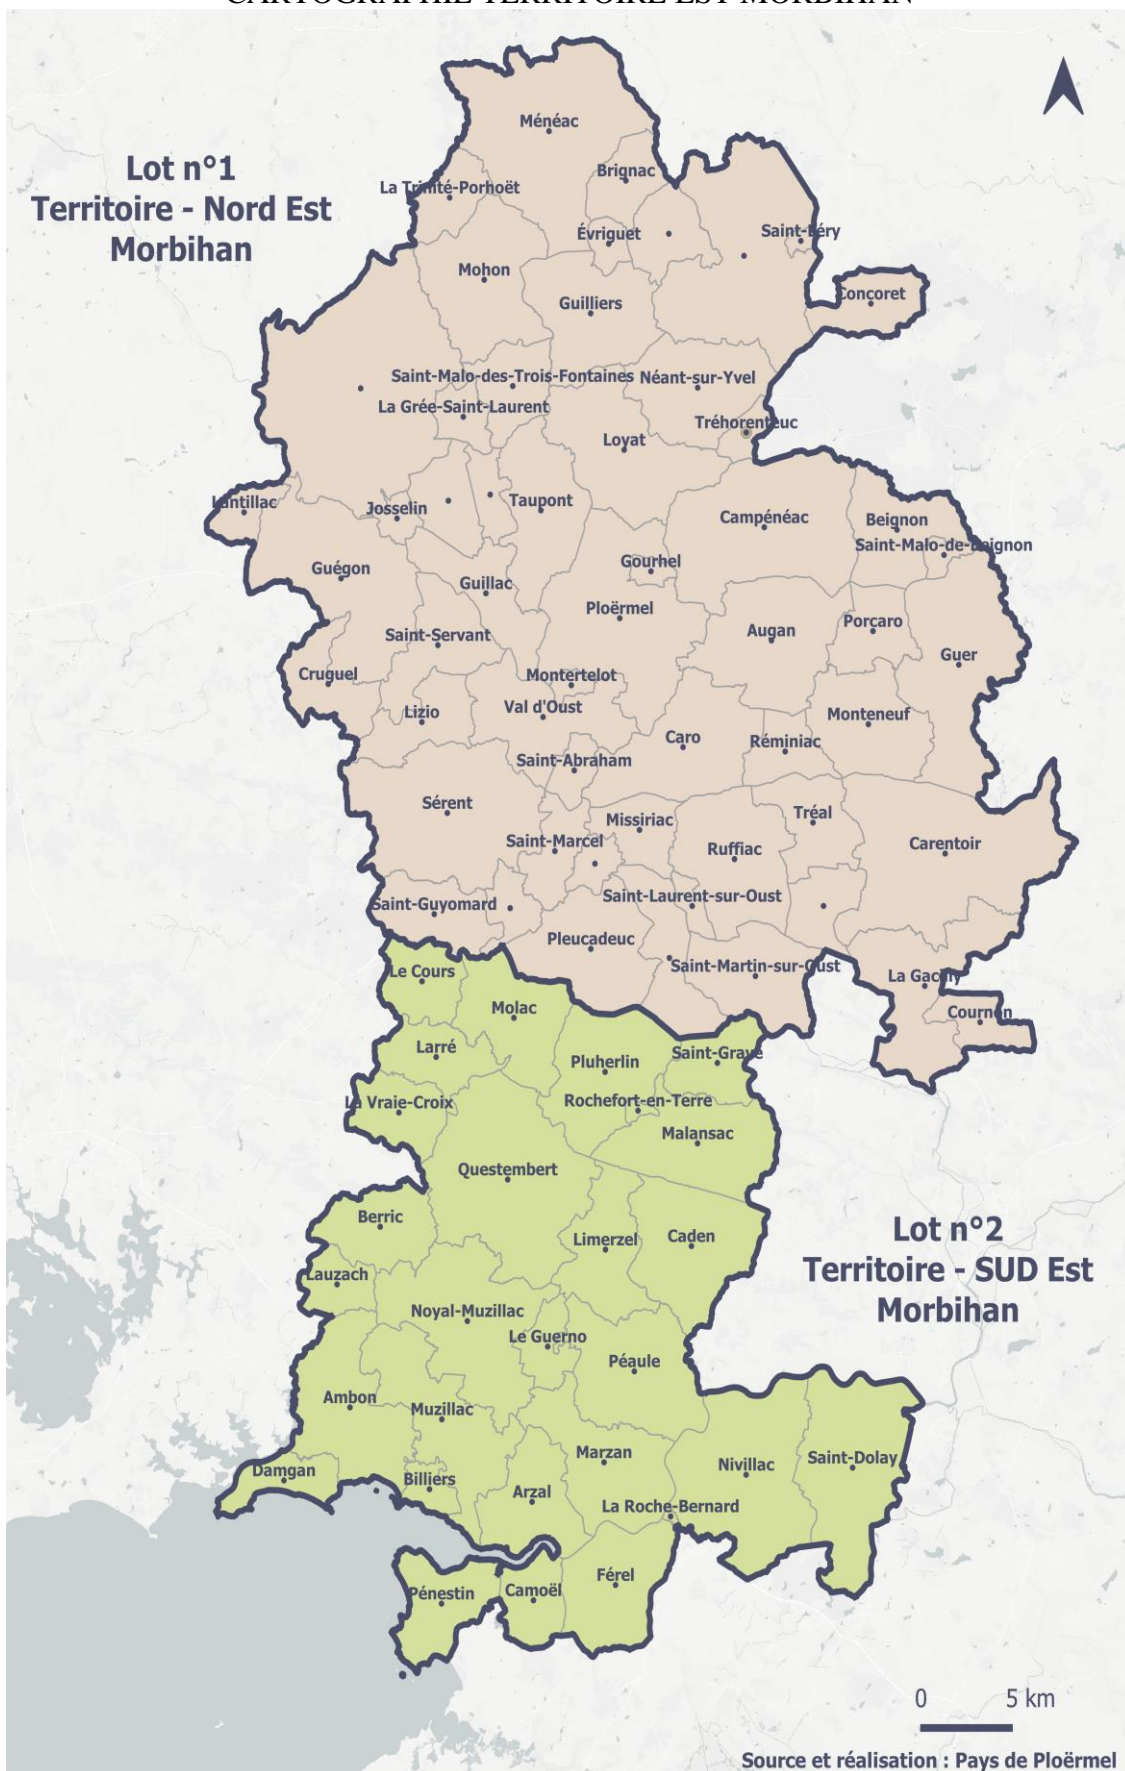 CARTOGRAPHIE TERRITOIRE EST MORBIHAN
Lot n°1
Territoire - Nord Est
Morbihan
Ménéac
Brignac
La Trinité-Porhoët
Évriguet
Saint-Léry
Mohon
Concoret
Guilliers
Saint-Malo-des-Trois-Fontaines
Néant-sur-Yvel
La Grée-Saint-Laurent
Tréhorenteuc
Loyat
Lantillac
Josselin
Taupont
Campénéac
Beignon
Saint-Malo-de-Beignon
Guégon
Gourhel
Guillac
Ploërmel
Augan
Porcaro
Saint-Servant
Guer
Cruguel
Montertelot
Lizio
Val d'Oust
Monteneuf
Caro
Réminiac
Saint-Abraham
Sérent
Missiriac
Tréal
Saint-Marcel
Ruffiac
Carentoir
Saint-Guyomard
Saint-Laurent-sur-Oust
Pleucadeuc
Saint-Martin-sur-Oust
La Gacilly
Le Cours
Molac
Cournon
Larré
Pluherlin
Saint-Gravé
La Vraie-Croix
Rochefort-en-Terre
Malansac
Questembert
Berric
Limerzel
Caden
Lot n°2
Territoire - SUD Est
Morbihan
Lauzach
Noyal-Muzillac
Le Guerno
Péaule
Ambon
Muzillac
Marzan
Nivillac
Saint-Dolay
Damgan
Billiers
Arzal
La Roche-Bernard
Pénestin
Camoël
Férel
0 5 km
Source et réalisation : Pays de Ploërmel